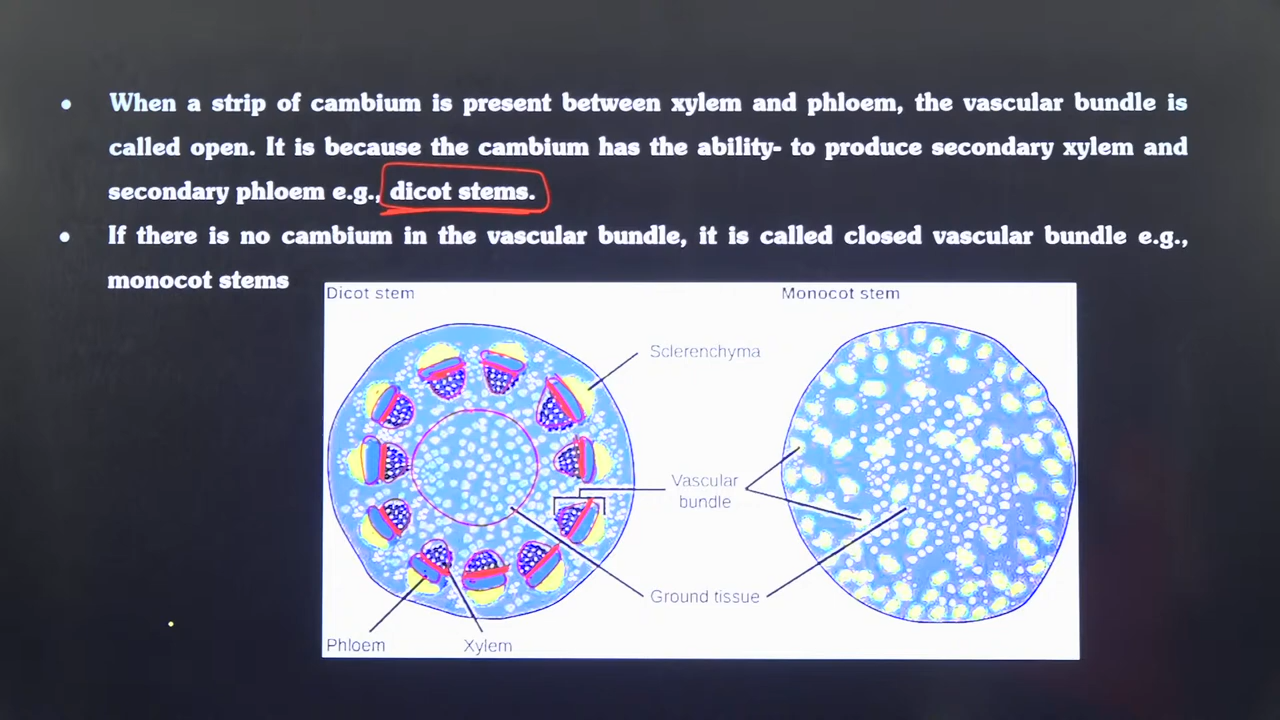 • When a strip of cambium is present between xylem and phloem, the vascular bundle is
called open. It is because the cambium has the ability- to produce secondary xylem and
secondary phloem e.g., dicot stems.
• If there is no cambium in the vascular bundle, it is called closed vascular bundle e.g.,
monocot stems
Dicot stem
Monocot stem
Sclerenchyma
Vascular
bundle
Ground tissue
Phloem
Xylem